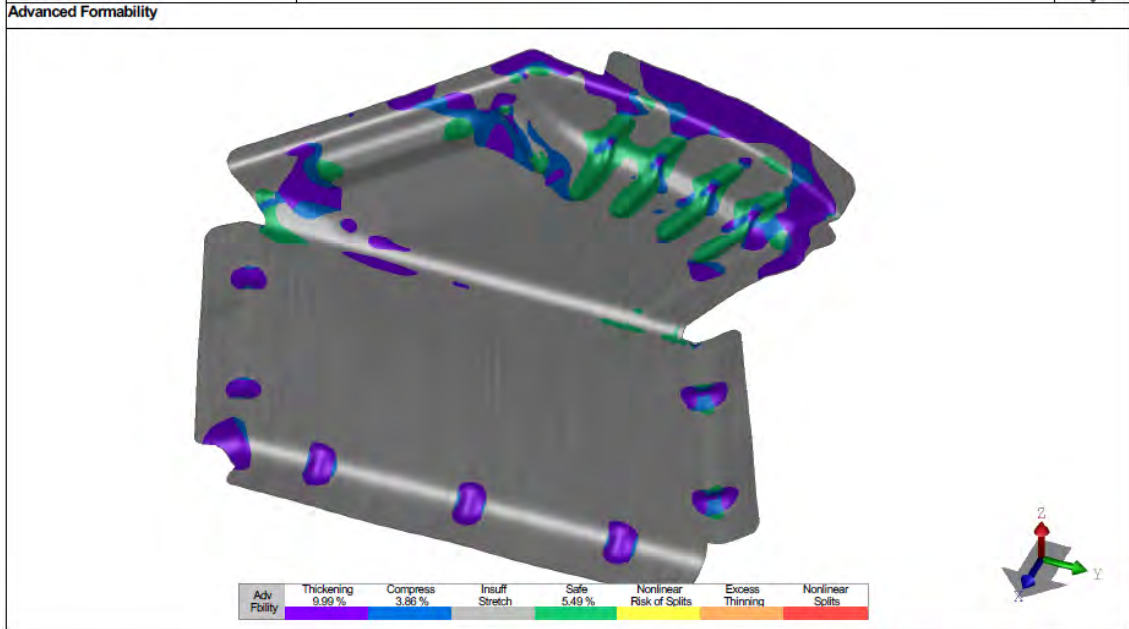 Advanced Formability
Z
Y
X
Adv Fbility
Thickening 9.99 %
Compress 3.86 %
Insuff Stretch
Safe 5.49 %
Nonlinear Risk of Splits
Excess Thinning
Nonlinear Splits